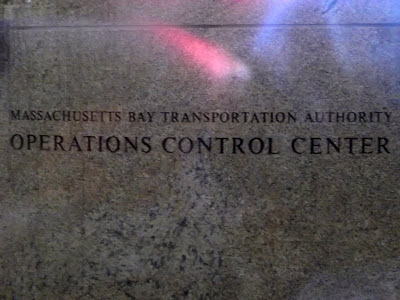 MASSACHUSETTS BAY TRANSPORTATION AUTHORITY
OPERATIONS CONTROL CENTER